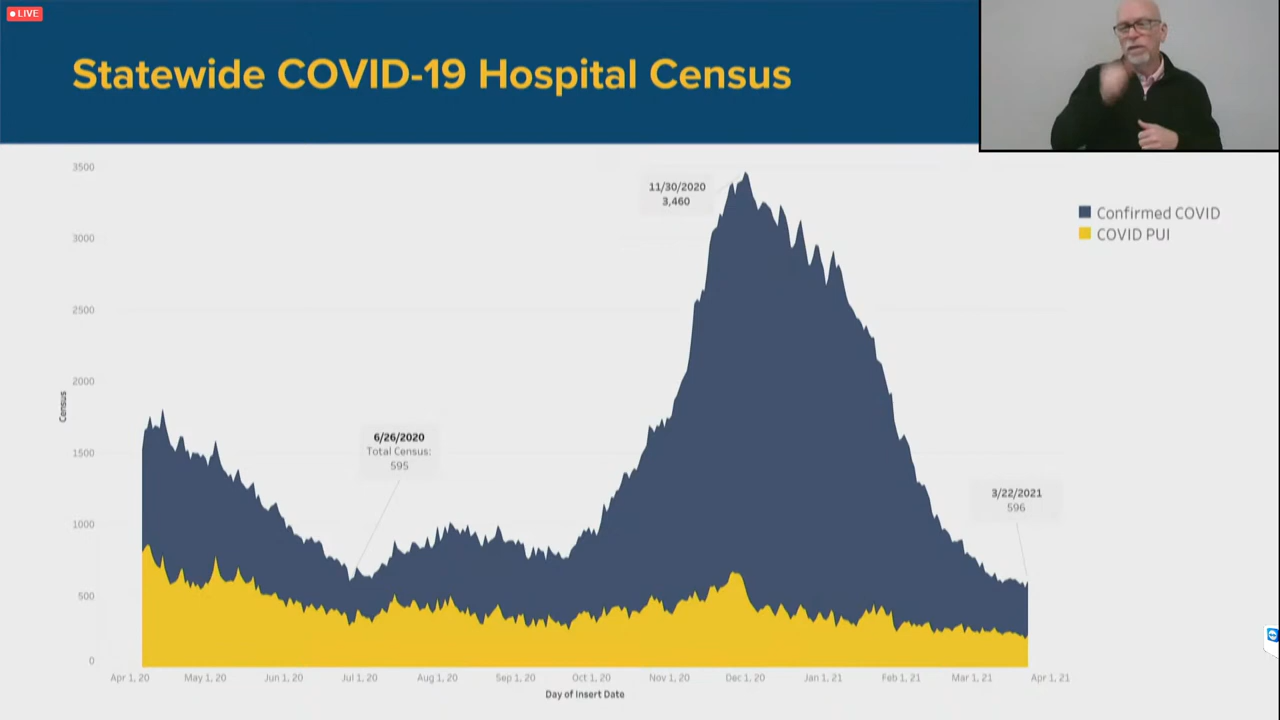 LIVE
Statewide COVID-19 Hospital Census
3500
3000
2500
2000
1500
1000
500
0
Census
11/30/2020
3,460
6/26/2020
Total Census:
595
3/22/2021
596
Confirmed COVID
COVID PUI
Apr 1, 20 May 1, 20 Jun 1, 20 Jul 1, 20 Aug 1, 20 Sep 1, 20 Oct 1, 20 Nov 1, 20 Dec 1, 20 Jan 1, 21 Feb 1, 21 Mar 1, 21 Apr 1, 21
Day of Insert Date